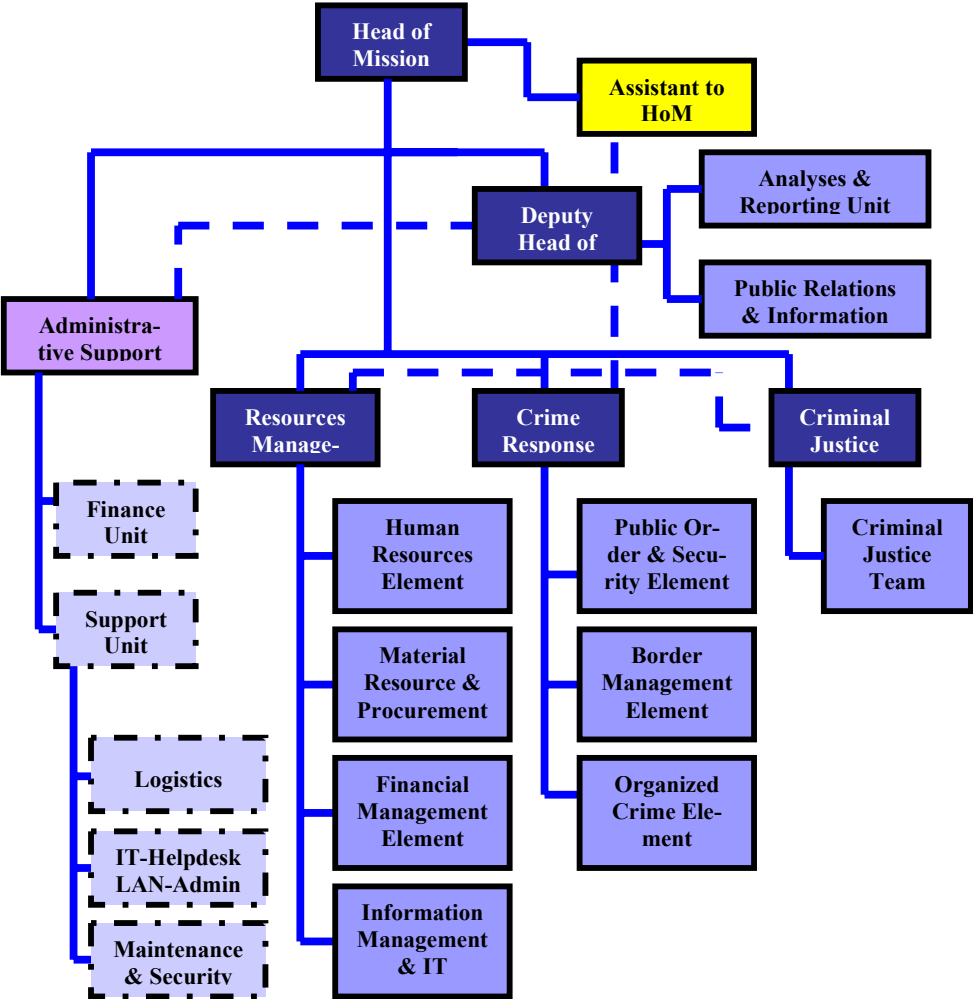 Head of
Mission
Assistant to
HoM
Analyses &
Reporting Unit
Deputy
Head of
Public Relations
& Information
Administra-
tive Support
Resources
Manage-
Crime
Response
Criminal
Justice
Finance
Unit
Human
Resources
Element
Public Or-
der & Secu-
rity Element
Criminal
Justice
Team
Support
Unit
Material
Resource &
Procurement
Border
Management
Element
Logistics
Financial
Management
Element
Organized
Crime Ele-
ment
IT-Helpdesk
LAN-Admin
Information
Management
& IT
Maintenance
& Security